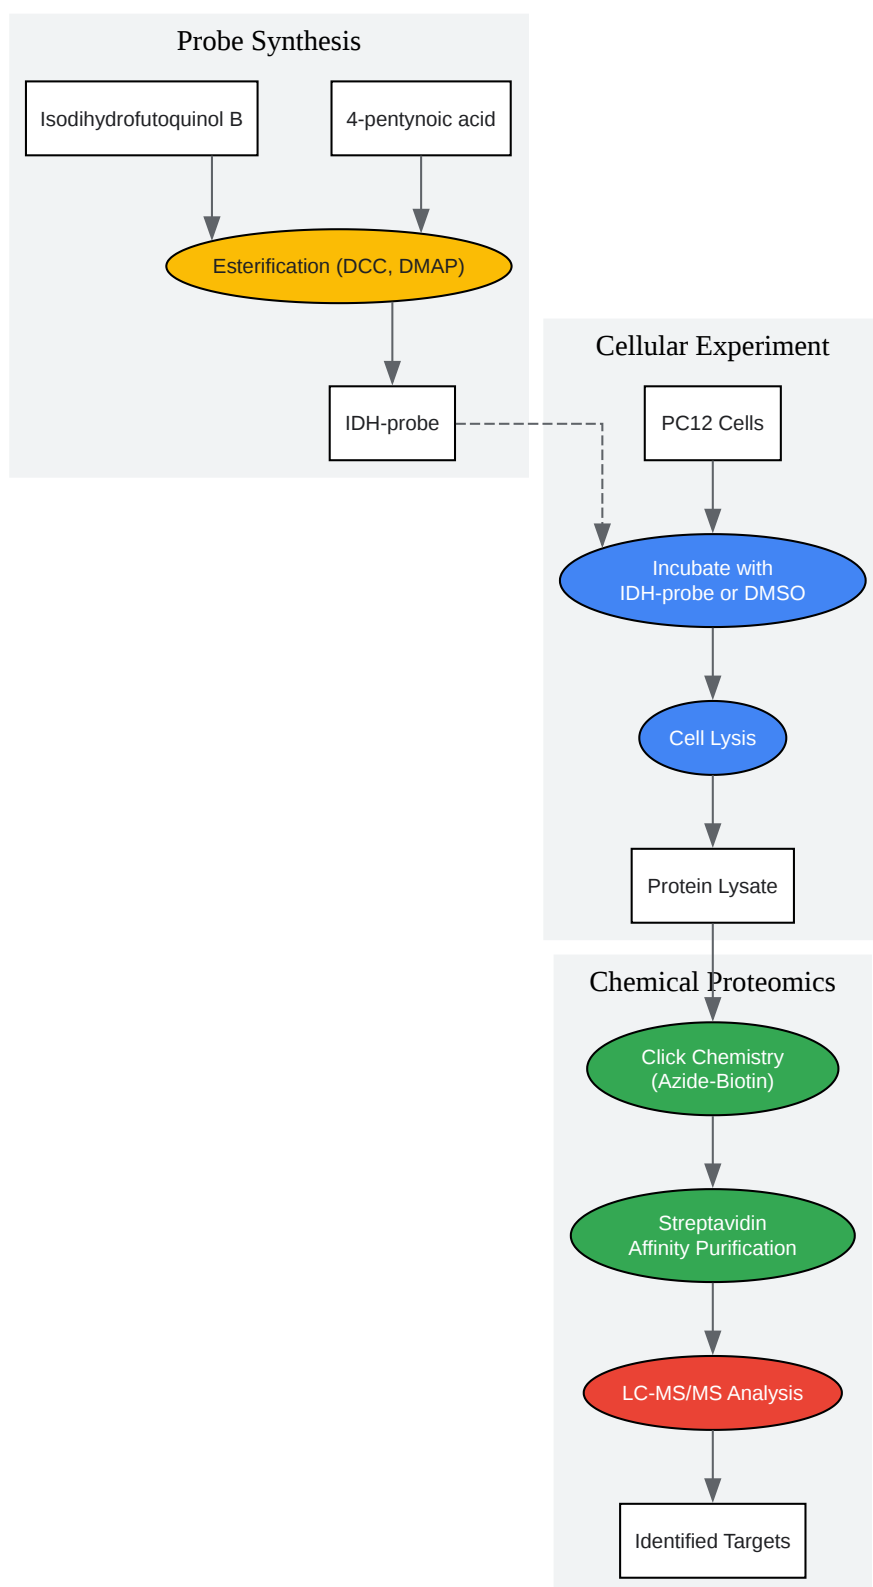 Probe Synthesis
Isodihydrofutoquinol B
4-pentynoic acid
Esterification (DCC, DMAP)
IDH-probe
Cellular Experiment
PC12 Cells
Incubate with
IDH-probe or DMSO
Cell Lysis
Protein Lysate
Chemical Proteomics
Click Chemistry
(Azide-Biotin)
Streptavidin
Affinity Purification
LC-MS/MS Analysis
Identified Targets